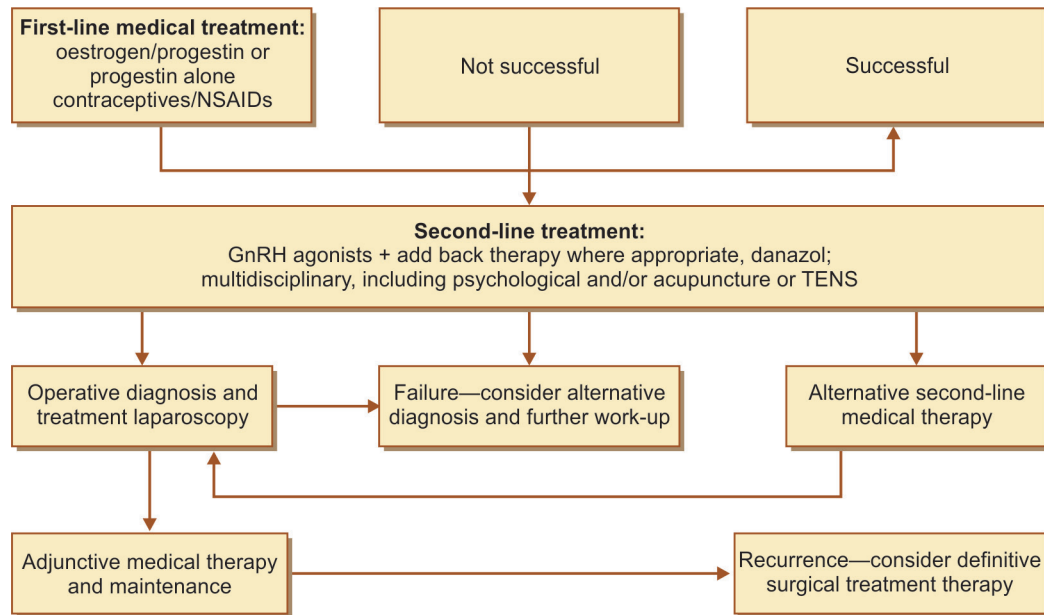 First-line medical treatment:
oestrogen/progestin or
progestin alone
contraceptives/NSAIDs
Not successful
Successful
Second-line treatment:
GnRH agonists + add back therapy where appropriate, danazol;
multidisciplinary, including psychological and/or acupuncture or TENS
Operative diagnosis and
treatment laparoscopy
Failure—consider alternative
diagnosis and further work-up
Alternative second-line
medical therapy
Adjunctive medical therapy
and maintenance
Recurrence—consider definitive
surgical treatment therapy